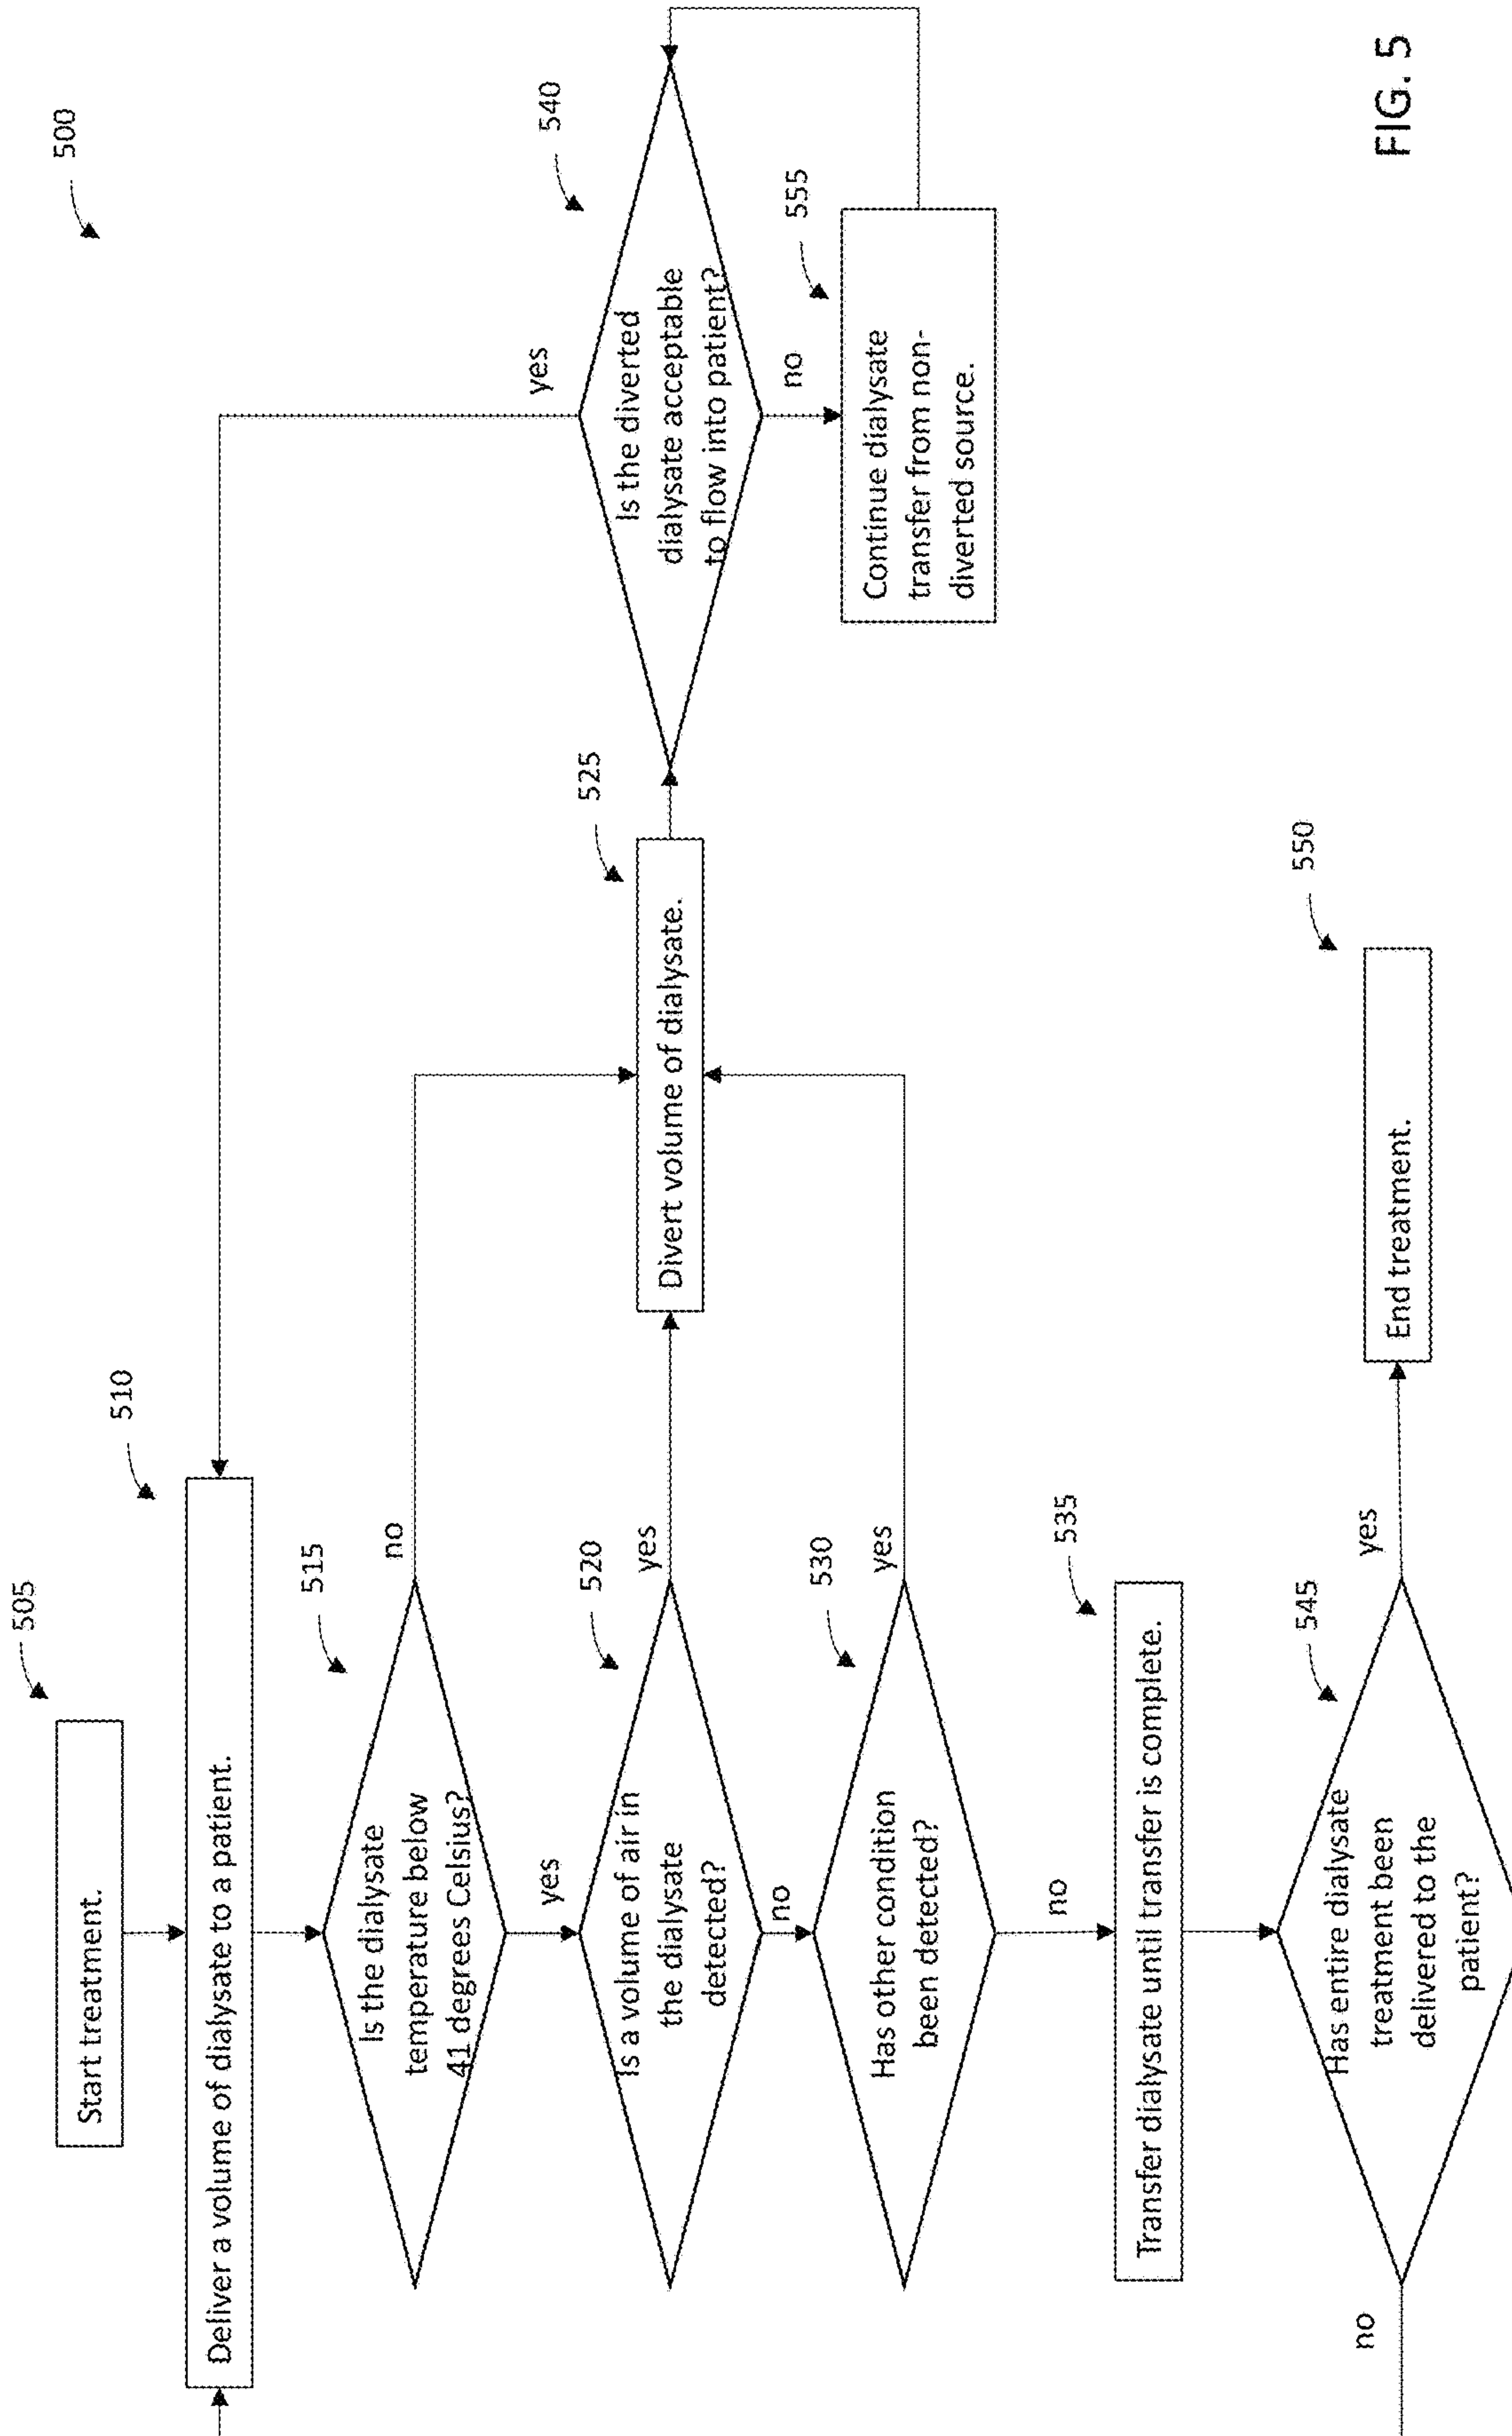 500
505
Start treatment.
510
Deliver a volume of dialysate to a patient.
515
Is the dialysate
temperature below
41 degrees Celsius?
no
yes
520
Is a volume of air in
the dialysate
detected?
yes
no
525
Divert volume of dialysate.
530
Has other condition
been detected?
yes
no
540
Is the diverted
dialysate acceptable
to flow into patient?
yes
no
555
Continue dialysate
transfer from non-
diverted source.
535
Transfer dialysate until transfer is complete.
545
Has entire dialysate
treatment been
delivered to the
patient?
no
yes
550
End treatment.
FIG. 5